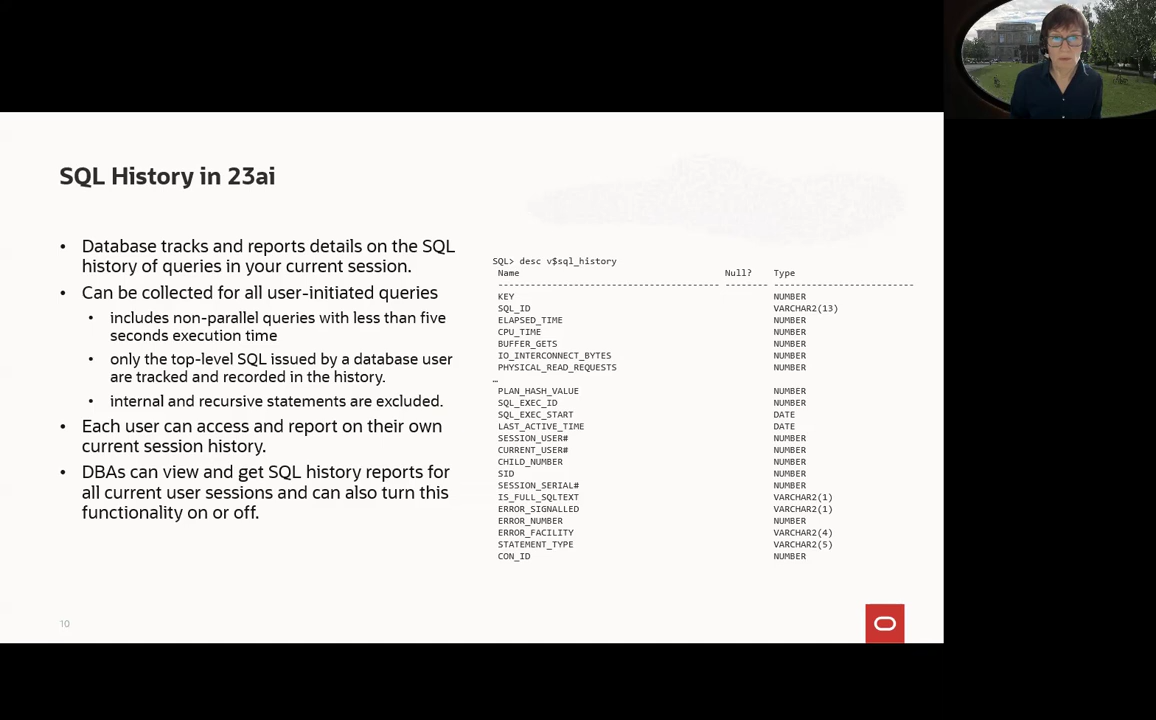 SQL History in 23ai
• Database tracks and reports details on the SQL
history of queries in your current session.
• Can be collected for all user-initiated queries
• includes non-parallel queries with less than five
seconds execution time
• only the top-level SQL issued by a database user
are tracked and recorded in the history.
• internal and recursive statements are excluded.
• Each user can access and report on their own
current session history.
• DBAs can view and get SQL history reports for
all current user sessions and can also turn this
functionality on or off.
SQL> desc v$sql_history
Name Null? Type
----------------------------------------- -------- --------------------------
KEY NUMBER
SQL_ID VARCHAR2(13)
ELAPSED_TIME NUMBER
CPU_TIME NUMBER
BUFFER_GETS NUMBER
IO_INTERCONNECT_BYTES NUMBER
PHYSICAL_READ_REQUESTS NUMBER
…
PLAN_HASH_VALUE NUMBER
SQL_EXEC_ID NUMBER
SQL_EXEC_START DATE
LAST_ACTIVE_TIME DATE
SESSION_USER# NUMBER
CURRENT_USER# NUMBER
CHILD_NUMBER NUMBER
SID NUMBER
SESSION_SERIAL# NUMBER
IS_FULL_SQLTEXT VARCHAR2(1)
ERROR_SIGNALLED VARCHAR2(1)
ERROR_NUMBER NUMBER
ERROR_FACILITY VARCHAR2(4)
STATEMENT_TYPE VARCHAR2(5)
CON_ID NUMBER
10